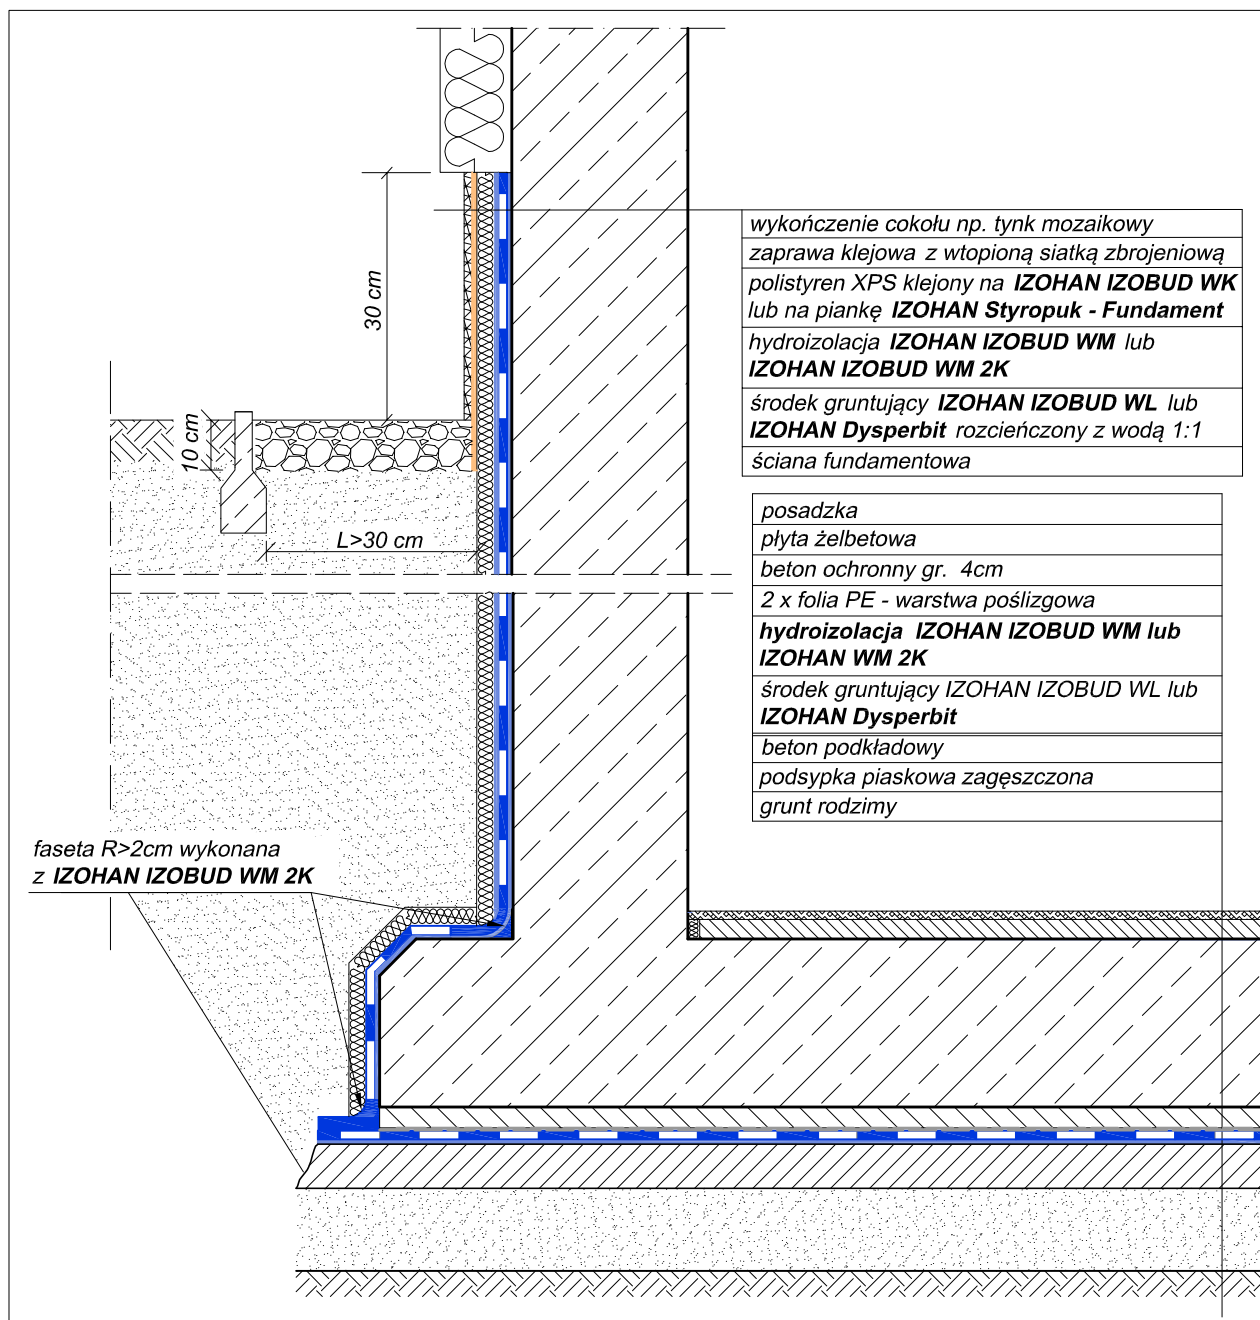 wykończenie cokołu np. tynk mozaikowy
zaprawa klejowa z wtopioną siatką zbrojeniową
polistyren XPS klejony na IZOHAN IZOBUD WK
lub na piankę IZOHAN Styropuk - Fundament
hydroizolacja IZOHAN IZOBUD WM lub
IZOHAN IZOBUD WM 2K
środek gruntujący IZOHAN IZOBUD WL lub
IZOHAN Dysperbit rozcieńczony z wodą 1:1
ściana fundamentowa
30 cm
10 cm
L>30 cm
posadzka
płyta żelbetowa
beton ochronny gr. 4cm
2 x folia PE - warstwa poślizgowa
hydroizolacja IZOHAN IZOBUD WM lub
IZOHAN WM 2K
środek gruntujący IZOHAN IZOBUD WL lub
IZOHAN Dysperbit
beton podkładowy
podsypka piaskowa zagęszczona
grunt rodzimy
faseta R>2cm wykonana
z IZOHAN IZOBUD WM 2K